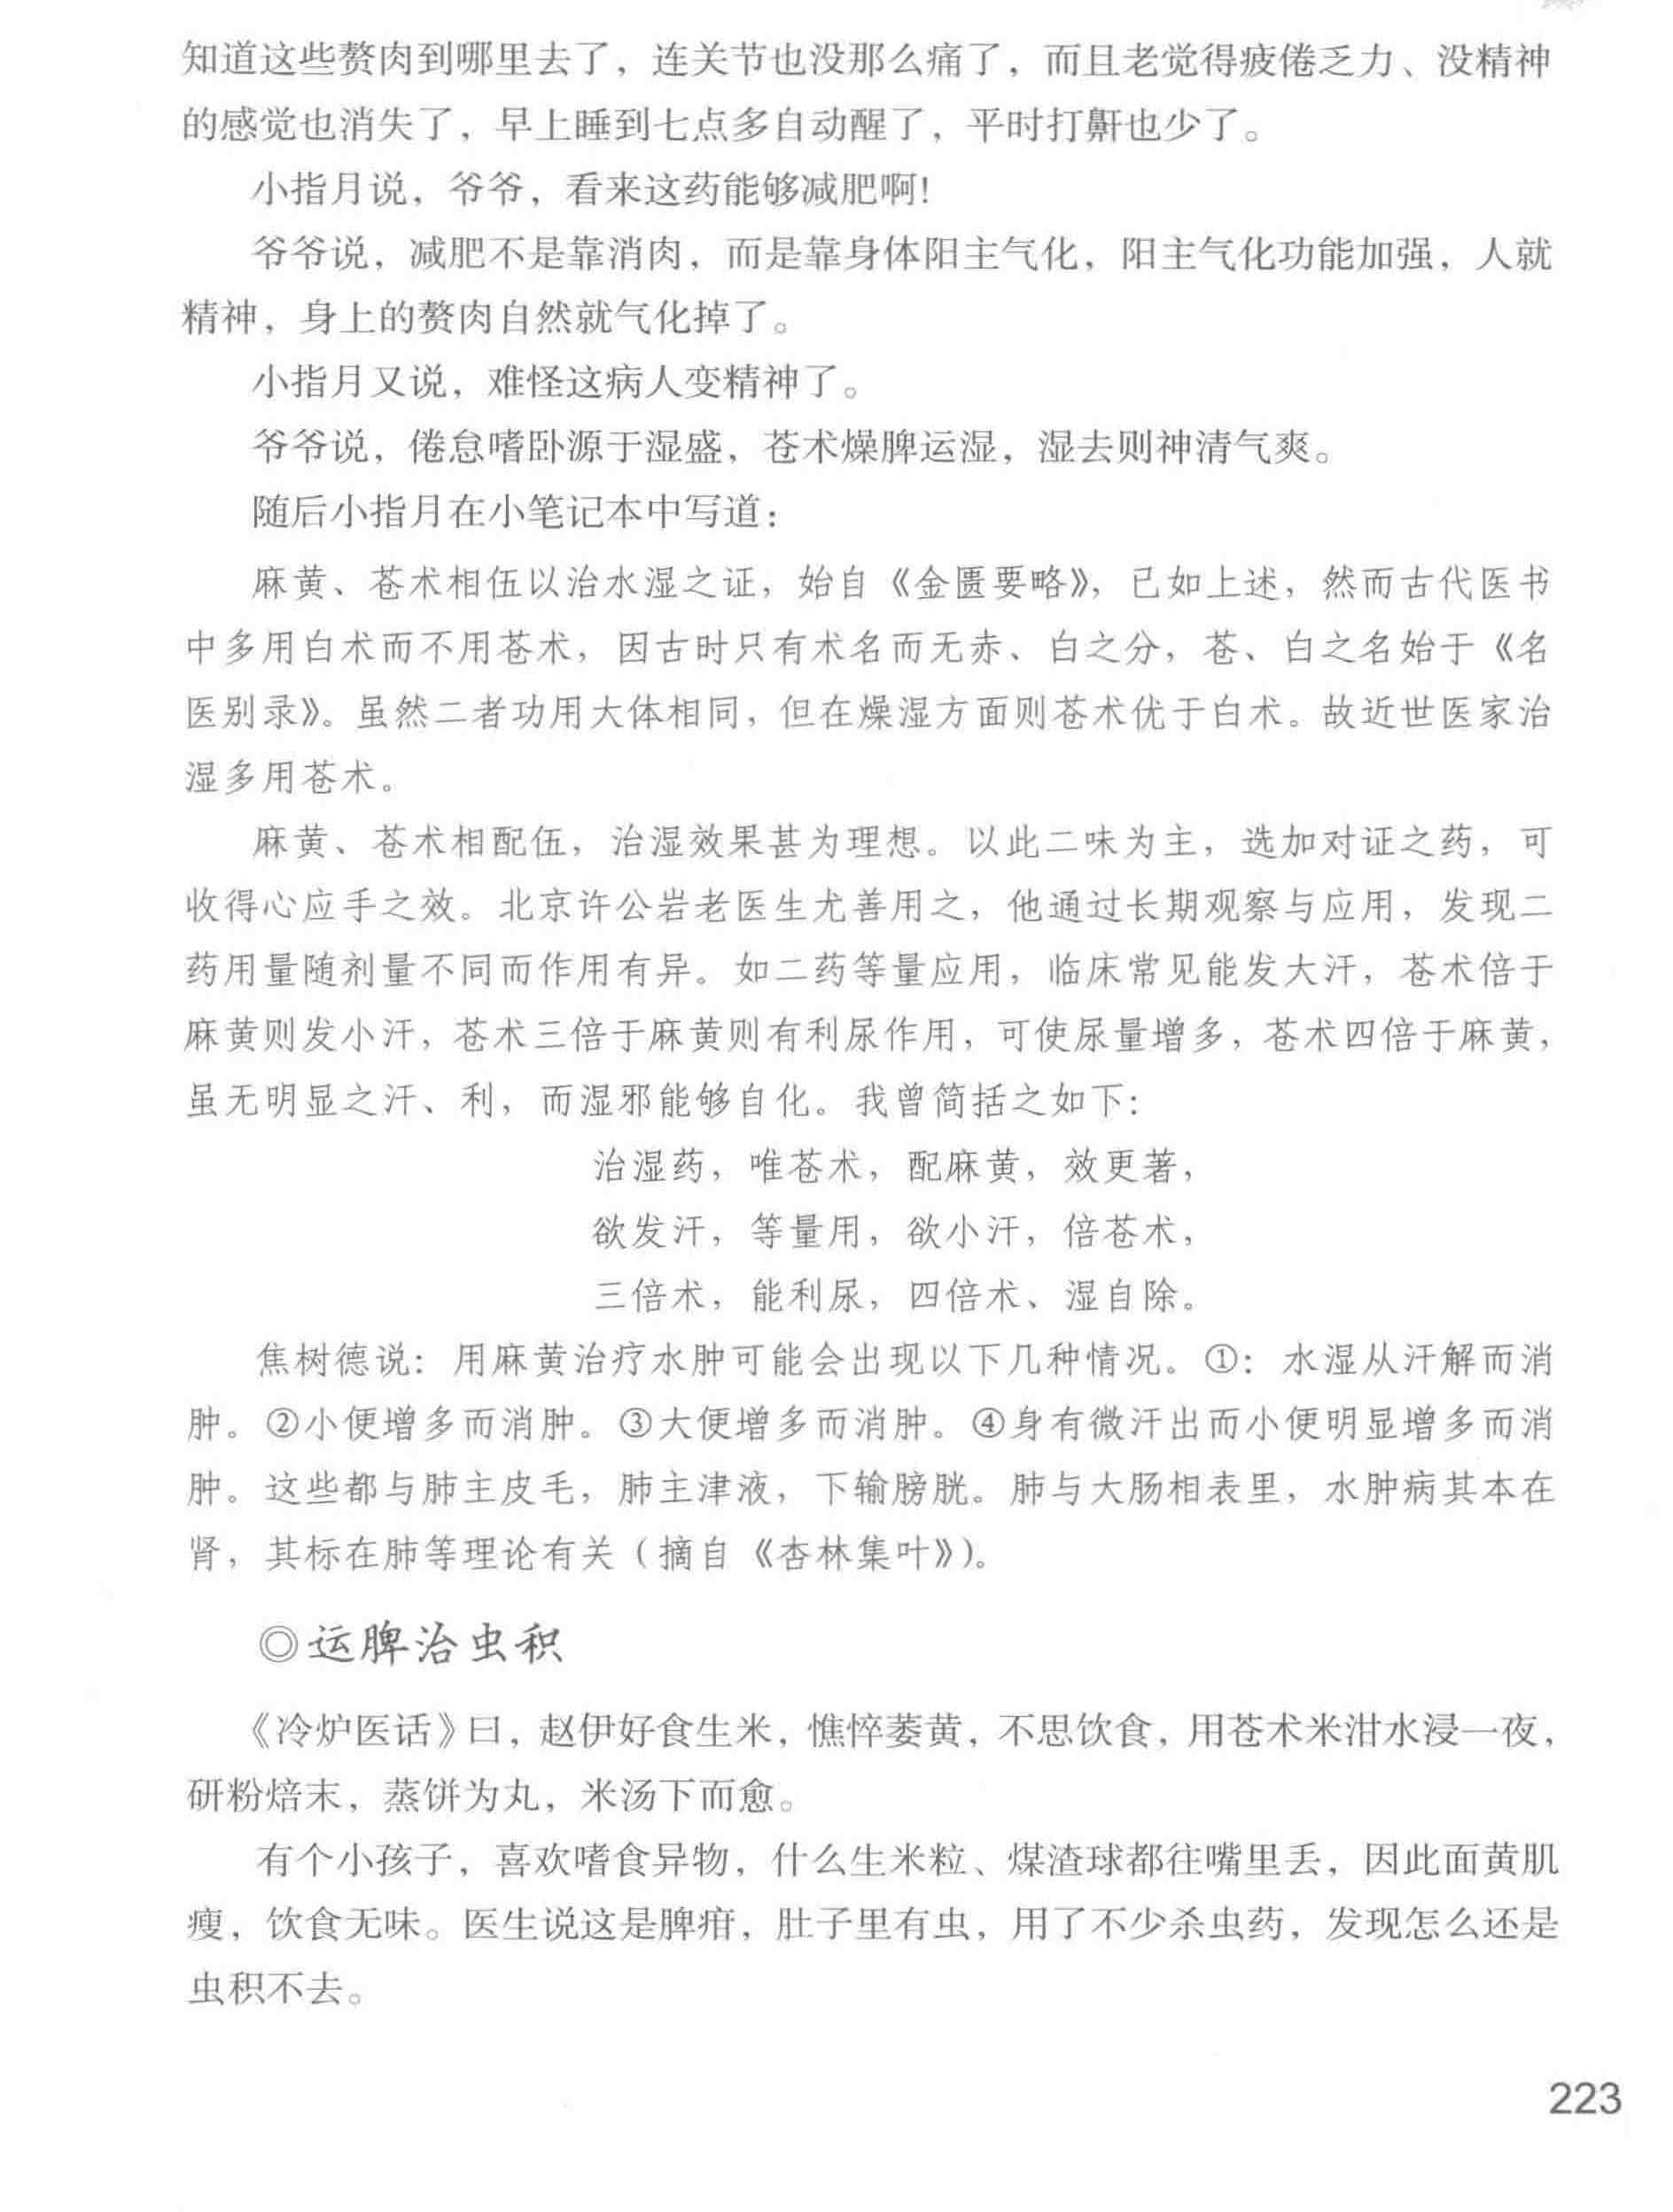 知道这些赘肉到哪里去了，连关节也没那么痛了，而且老觉得疲倦乏力、没精神
的感觉也消失了，早上睡到七点多自动醒了，平时打鼾也少了。
小指月说，爷爷，看来这药能够减肥啊！
爷爷说，减肥不是靠消肉，而是靠身体阳主气化，阳主气化功能加强，人就
精神，身上的赘肉自然就气化掉了。
小指月又说，难怪这病人变精神了。
爷爷说，倦怠嗜卧源于湿盛，苍术燥脾运湿，湿去则神清气爽。
随后小指月在小笔记本中写道：
麻黄、苍术相伍以治水湿之证，始自《金匮要略》，已如上述，然而古代医书
中多用白术而不用苍术，因古时只有术名而无赤、白之分，苍、白之名始于《名
医别录》。虽然二者功用大体相同，但在燥湿方面则苍术优于白术。故近世医家治
湿多用苍术。
麻黄、苍术相配伍，治湿效果甚为理想。以此二味为主，选加对证之药，可
收得心应手之效。北京许公岩老医生尤善用之，他通过长期观察与应用，发现二
药用量随剂量不同而作用有异。如二药等量应用，临床常见能发大汗，苍术倍于
麻黄则发小汗，苍术三倍于麻黄则有利尿作用，可使尿量增多，苍术四倍于麻黄，
虽无明显之汗、利，而湿邪能够自化。我曾简括之如下：
治湿药，唯苍术，配麻黄，效更著，
欲发汗，等量用，欲小汗，倍苍术，
三倍术，能利尿，四倍术、湿自除。
焦树德说：用麻黄治疗水肿可能会出现以下几种情况。①：水湿从汗解而消
肿。②小便增多而消肿。③大便增多而消肿。④身有微汗出而小便明显增多而消
肿。这些都与肺主皮毛，肺主津液，下输膀胱。肺与大肠相表里，水肿病其本在
肾，其标在肺等理论有关（摘自《杏林集叶》）。
◎运脾治虫积
《冷炉医话》曰，赵伊好食生米，憔悴萎黄，不思饮食，用苍术米泔水浸一夜，
研粉焙末，蒸饼为丸，米汤下而愈。
有个小孩子，喜欢嗜食异物，什么生米粒、煤渣球都往嘴里丢，因此面黄肌
瘦，饮食无味。医生说这是脾疳，肚子里有虫，用了不少杀虫药，发现怎么还是
虫积不去。
223